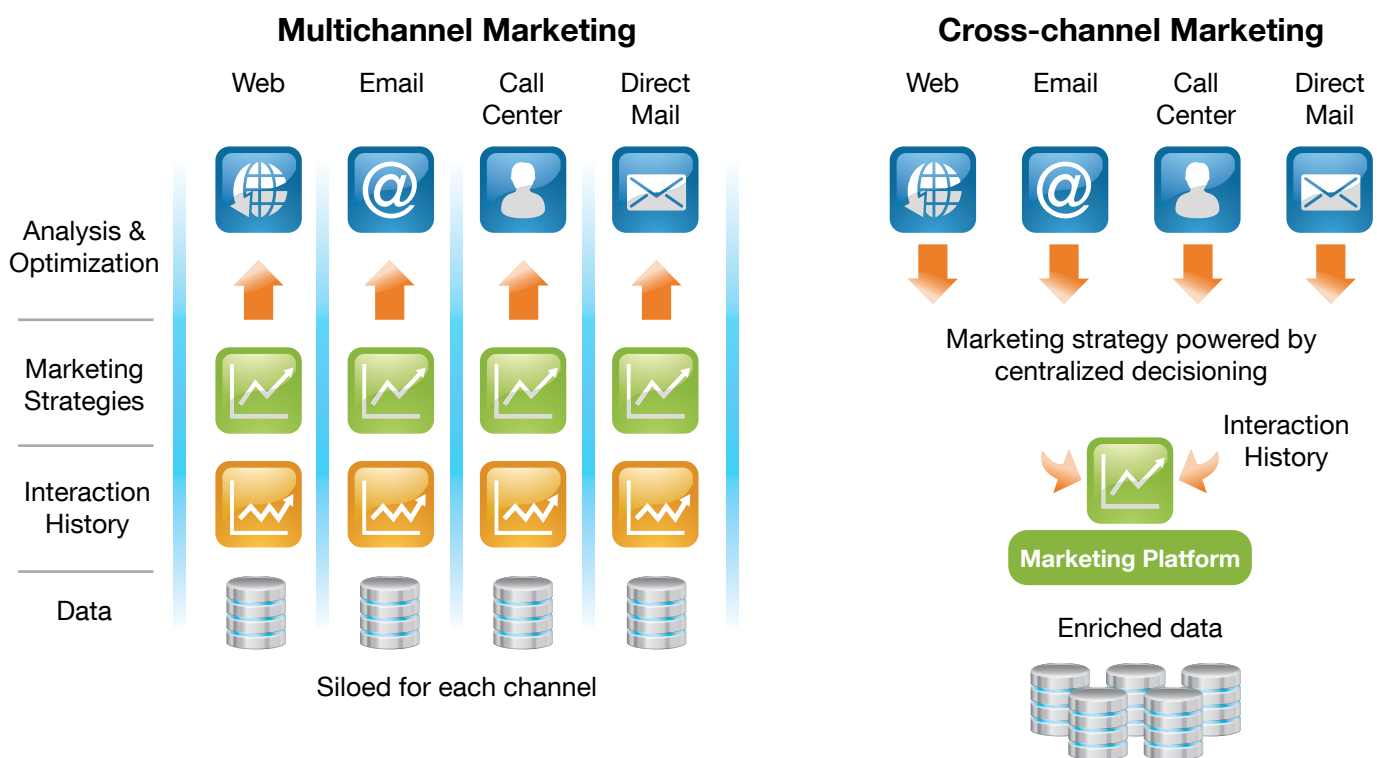 Multichannel Marketing
Web
Email
Call
Center
Direct
Mail
Analysis &
Optimization
Marketing
Strategies
Interaction
History
Data
Siloed for each channel
Cross-channel Marketing
Web
Email
Call
Center
Direct
Mail
Marketing strategy powered by
centralized decisioning
Interaction
History
Marketing Platform
Enriched data